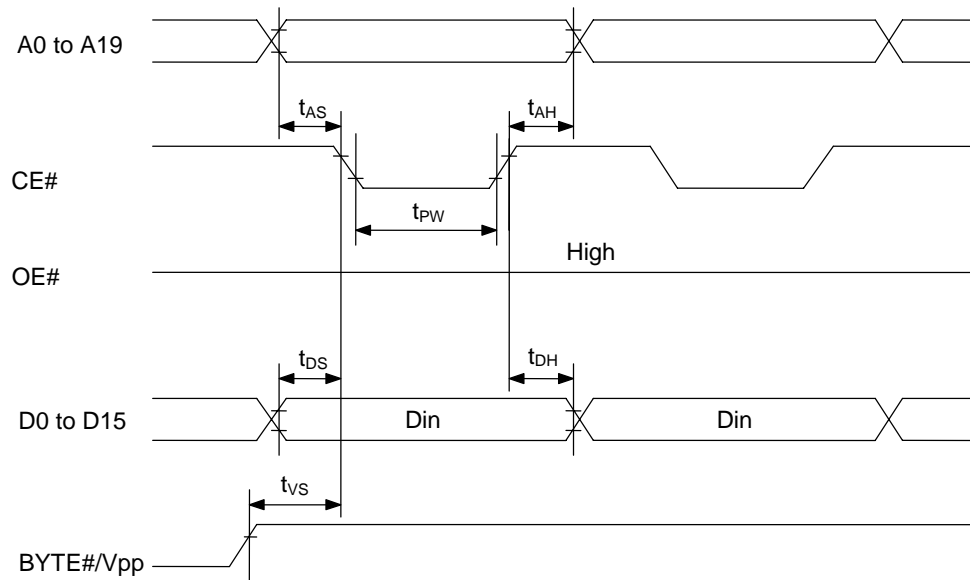 A0 to A19
tAS
tAH
CE#
tPW
High
OE#
tDS
tDH
D0 to D15
Din
Din
tVS
BYTE#/Vpp